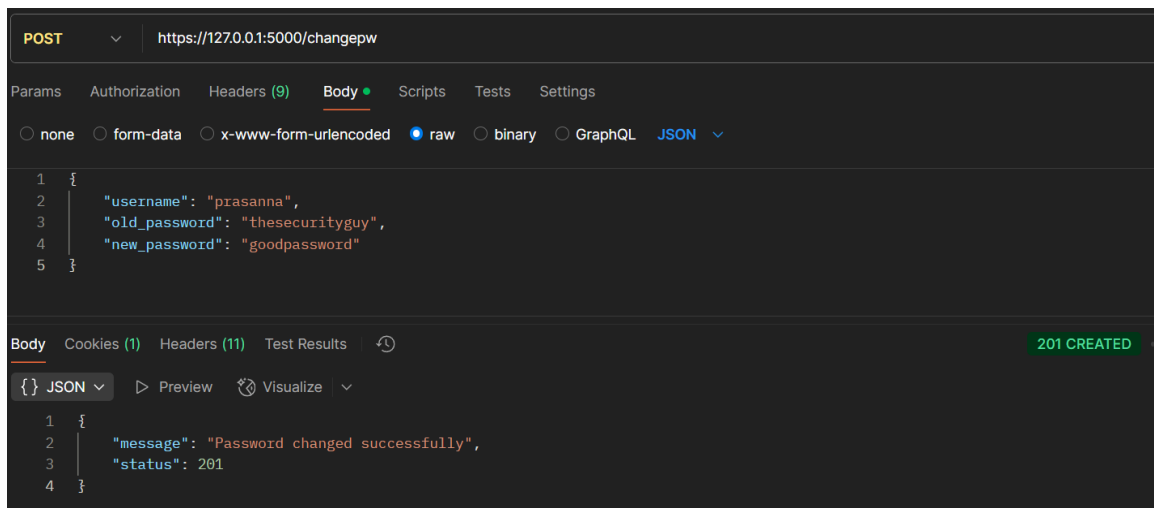 POST https://127.0.0.1:5000/changepw
Params Authorization Headers (9) Body Scripts Tests Settings
none form-data x-www-form-urlencoded raw binary GraphQL JSON
1 {
2 "username": "prasanna",
3 "old_password": "thesecurityguy",
4 "new_password": "goodpassword"
5 }
Body Cookies (1) Headers (11) Test Results 201 CREATED
{} JSON Preview Visualize
1 {
2 "message": "Password changed successfully",
3 "status": 201
4 }